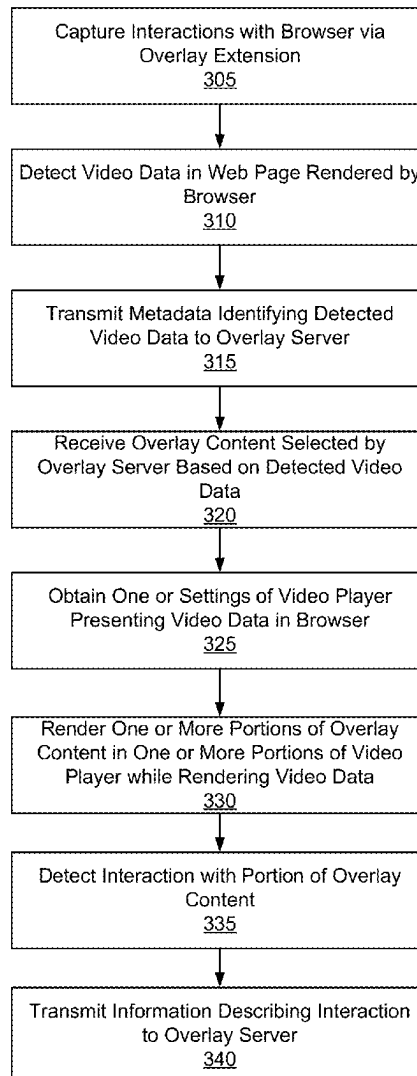 Capture Interactions with Browser via
Overlay Extension
305
Detect Video Data in Web Page Rendered by
Browser
310
Transmit Metadata Identifying Detected
Video Data to Overlay Server
315
Receive Overlay Content Selected by
Overlay Server Based on Detected Video
Data
320
Obtain One or Settings of Video Player
Presenting Video Data in Browser
325
Render One or More Portions of Overlay
Content in One or More Portions of Video
Player while Rendering Video Data
330
Detect Interaction with Portion of Overlay
Content
335
Transmit Information Describing Interaction
to Overlay Server
340